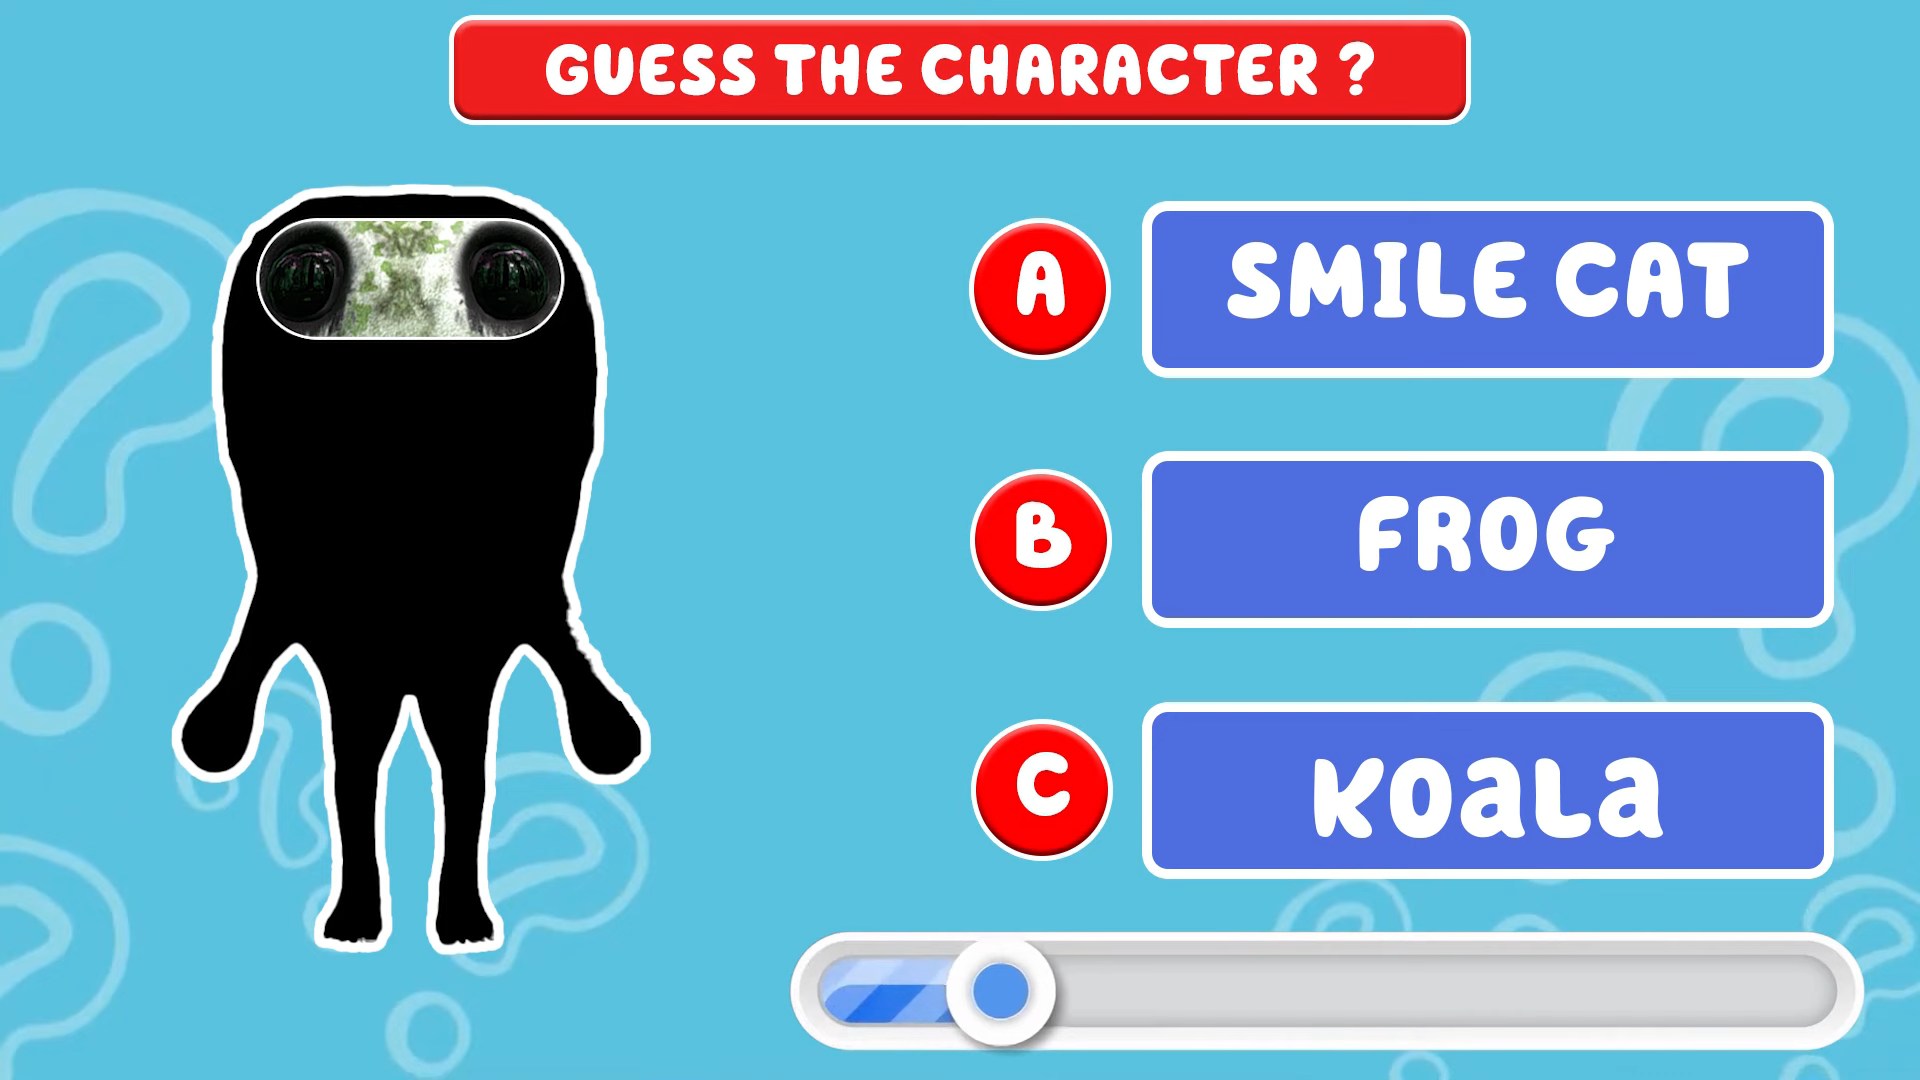 GUESS THE CHARACTER ?
A
SMILE CAT
B
FROG
C
KOALA